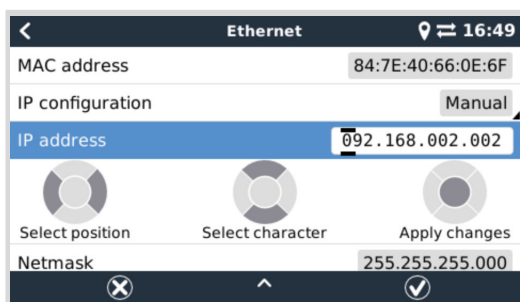 Ethernet 16:49
MAC address 84:7E:40:66:0E:6F
IP configuration Manual
IP address 092.168.002.002
Select position Select character Apply changes
Netmask 255.255.255.000